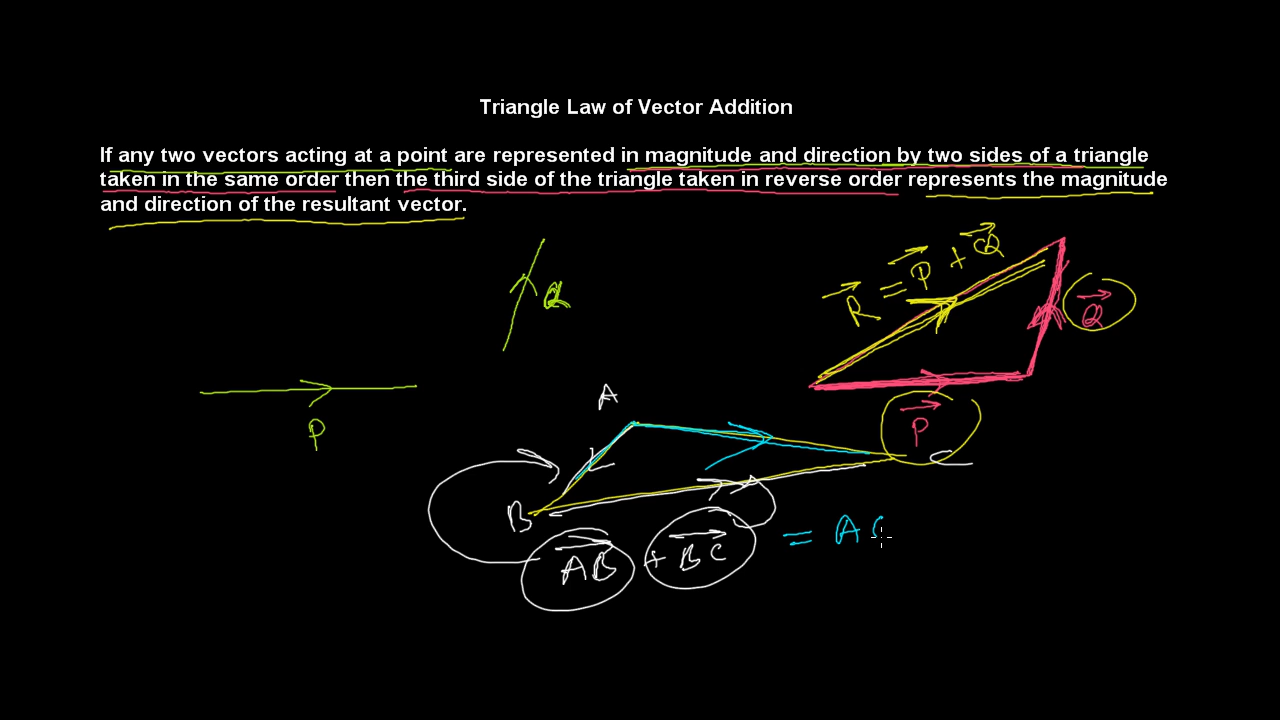 Triangle Law of Vector Addition
If any two vectors acting at a point are represented in magnitude and direction by two sides of a triangle
taken in the same order then the third side of the triangle taken in reverse order represents the magnitude
and direction of the resultant vector.
Q
R = P + Q
Q
P
P
A
C
B
AB + BC = AC